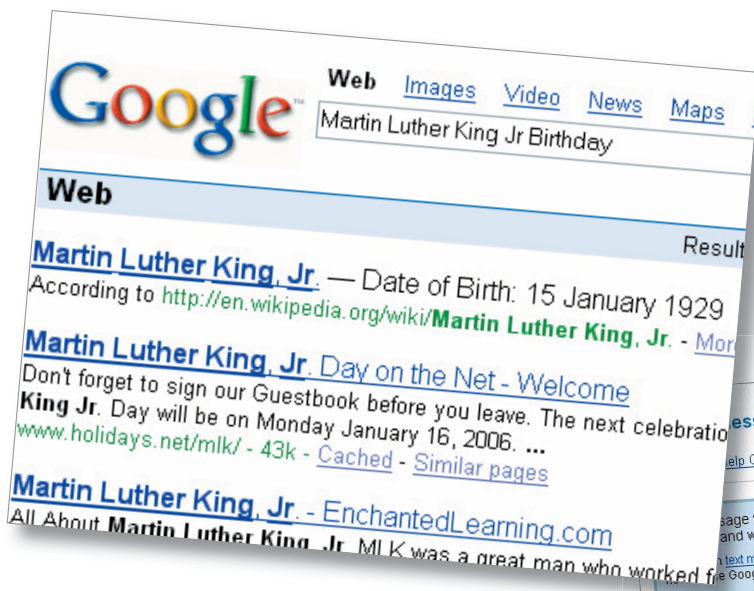 Google™
Web Images Video News Maps
Martin Luther King Jr Birthday
Web
Result
Martin Luther King, Jr. — Date of Birth: 15 January 1929
According to http://en.wikipedia.org/wiki/Martin Luther King, Jr. - Mor
Martin Luther King, Jr. Day on the Net - Welcome
Don't forget to sign our Guestbook before you leave. The next celebratio
King Jr. Day will be on Monday January 16, 2006. ...
www.holidays.net/mlk/ - 43k - Cached - Similar pages
Martin Luther King, Jr. - EnchantedLearning.com
All About Martin Luther King, Jr. MLK was a great man who worked f